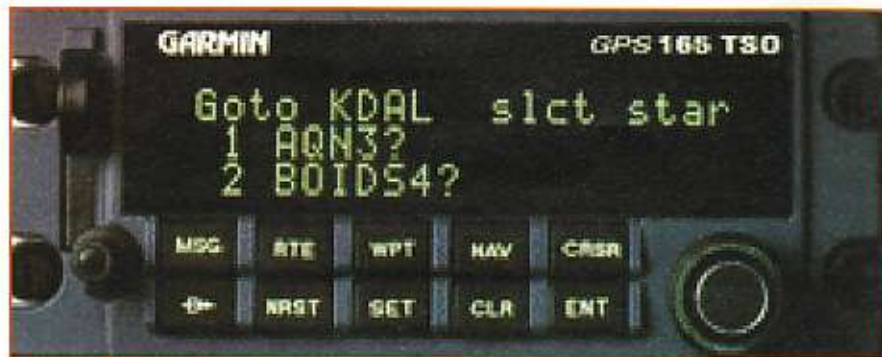 GARMIN GPS 165 TSO
Goto KDAL slct star
1 AQN3?
2 BOIDS4?
MSG RTE WPT NAV CRSR
NRST SET CLR ENT